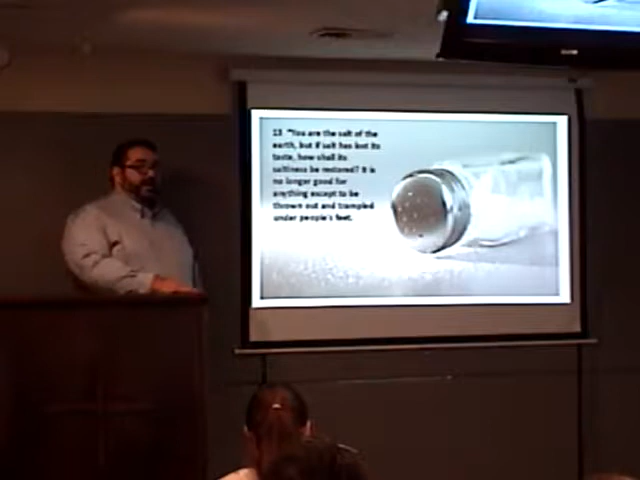 13 "You are the salt of the
earth, but if salt has lost its
taste, how shall its
saltiness be restored? It is
no longer good for
anything except to be
thrown out and trampled
under people's feet.